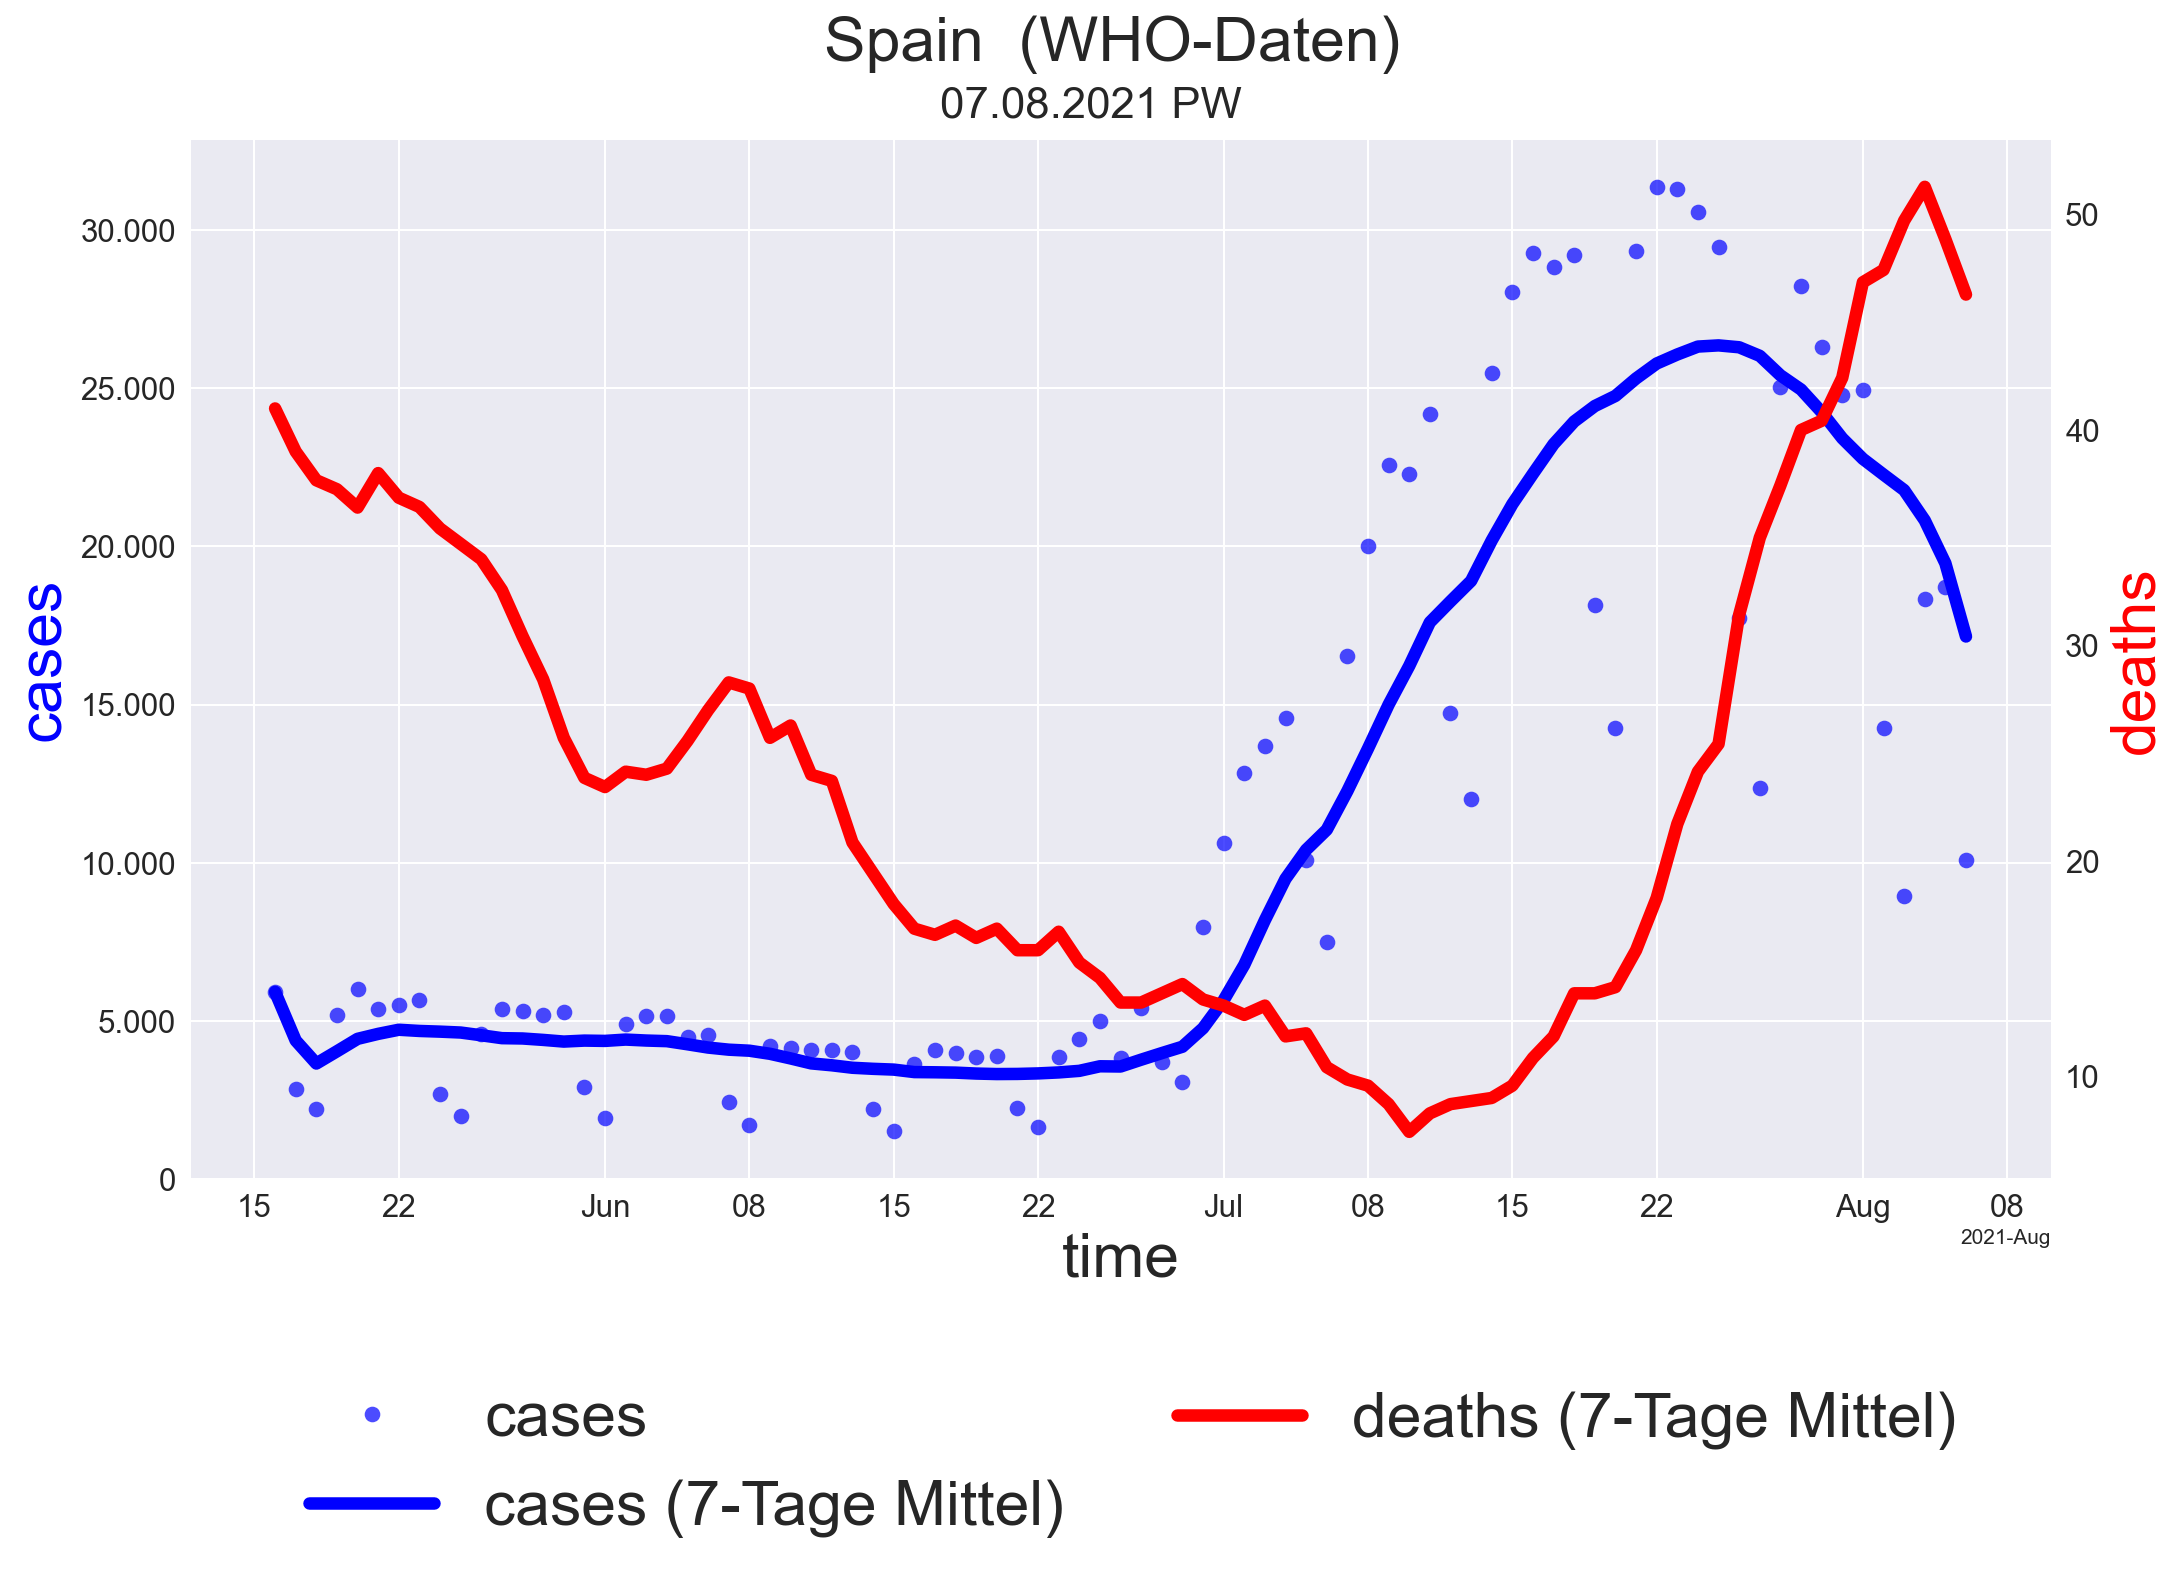 Spain  (WHO-Daten)
07.08.2021 PW
30.000
25.000
20.000
15.000
10.000
5.000
0
cases
50
40
30
20
10
deaths
15 22 Jun 08 15 22 Jul 08 15 22 Aug 08
2021-Aug
time
cases
cases (7-Tage Mittel)
deaths (7-Tage Mittel)